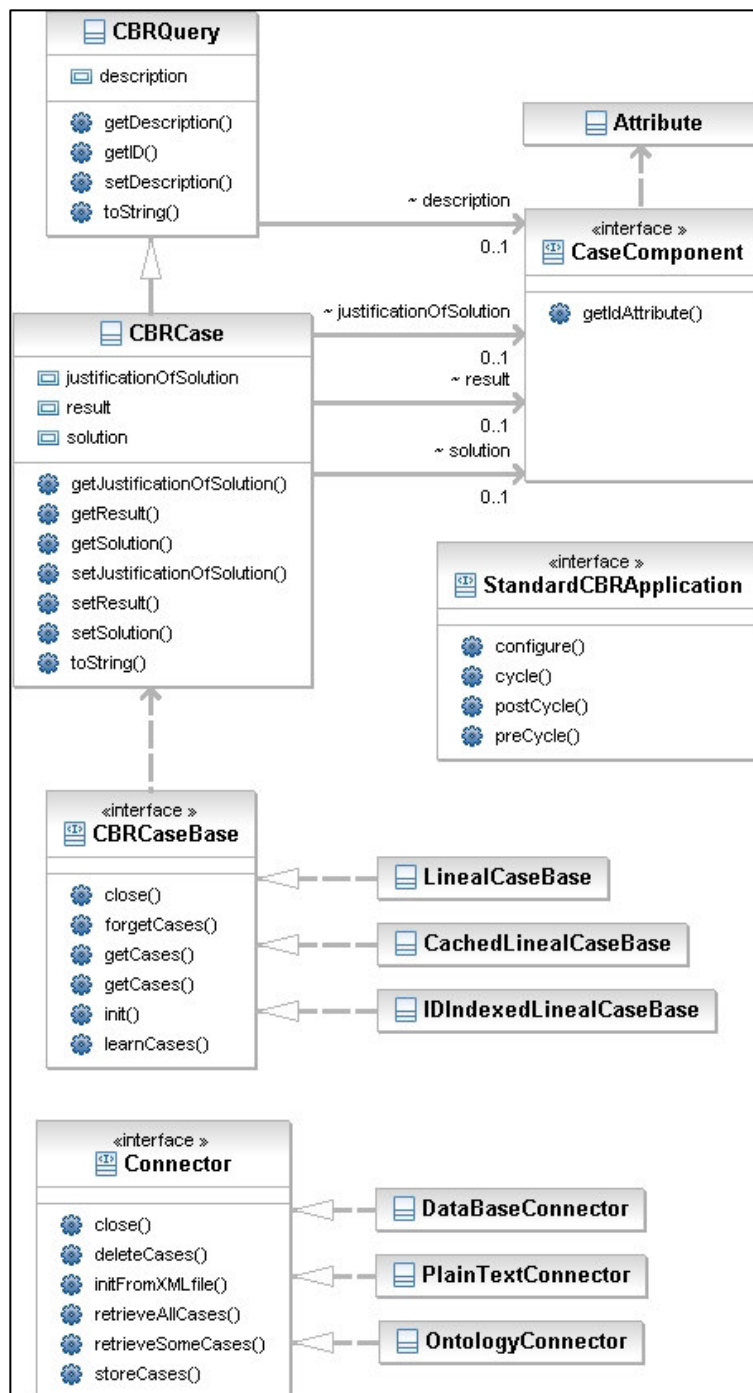 CBRQuery
description
getDescription()
getID()
setDescription()
toString()
Attribute
~ description
0..1
«interface »
CaseComponent
getIdAttribute()
CBRCase
justificationOfSolution
result
solution
getJustificationOfSolution()
getResult()
getSolution()
setJustificationOfSolution()
setResult()
setSolution()
toString()
~ justificationOfSolution
0..1
~ result
0..1
~ solution
0..1
«interface »
StandardCBRApplication
configure()
cycle()
postCycle()
preCycle()
«interface »
CBRCaseBase
close()
forgetCases()
getCases()
getCases()
init()
learnCases()
LinealCaseBase
CachedLinealCaseBase
IDIndexedLinealCaseBase
«interface »
Connector
close()
deleteCases()
initFromXMLfile()
retrieveAllCases()
retrieveSomeCases()
storeCases()
DataBaseConnector
PlainTextConnector
OntologyConnector